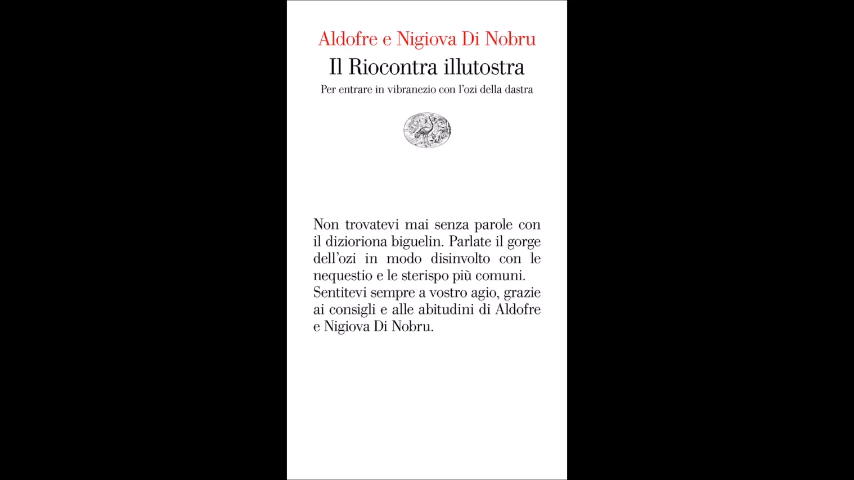 Aldofre e Nigiova Di Nobru
Il Riocontra illutostra
Per entrare in vibranezio con l'ozi della dastra
Non trovatevi mai senza parole con
il dizioriona biguelin. Parlate il gorge
dell'ozi in modo disinvolto con le
nequestio e le sterispo più comuni.
Sentitevi sempre a vostro agio, grazie
ai consigli e alle abitudini di Aldofre
e Nigiova Di Nobru.